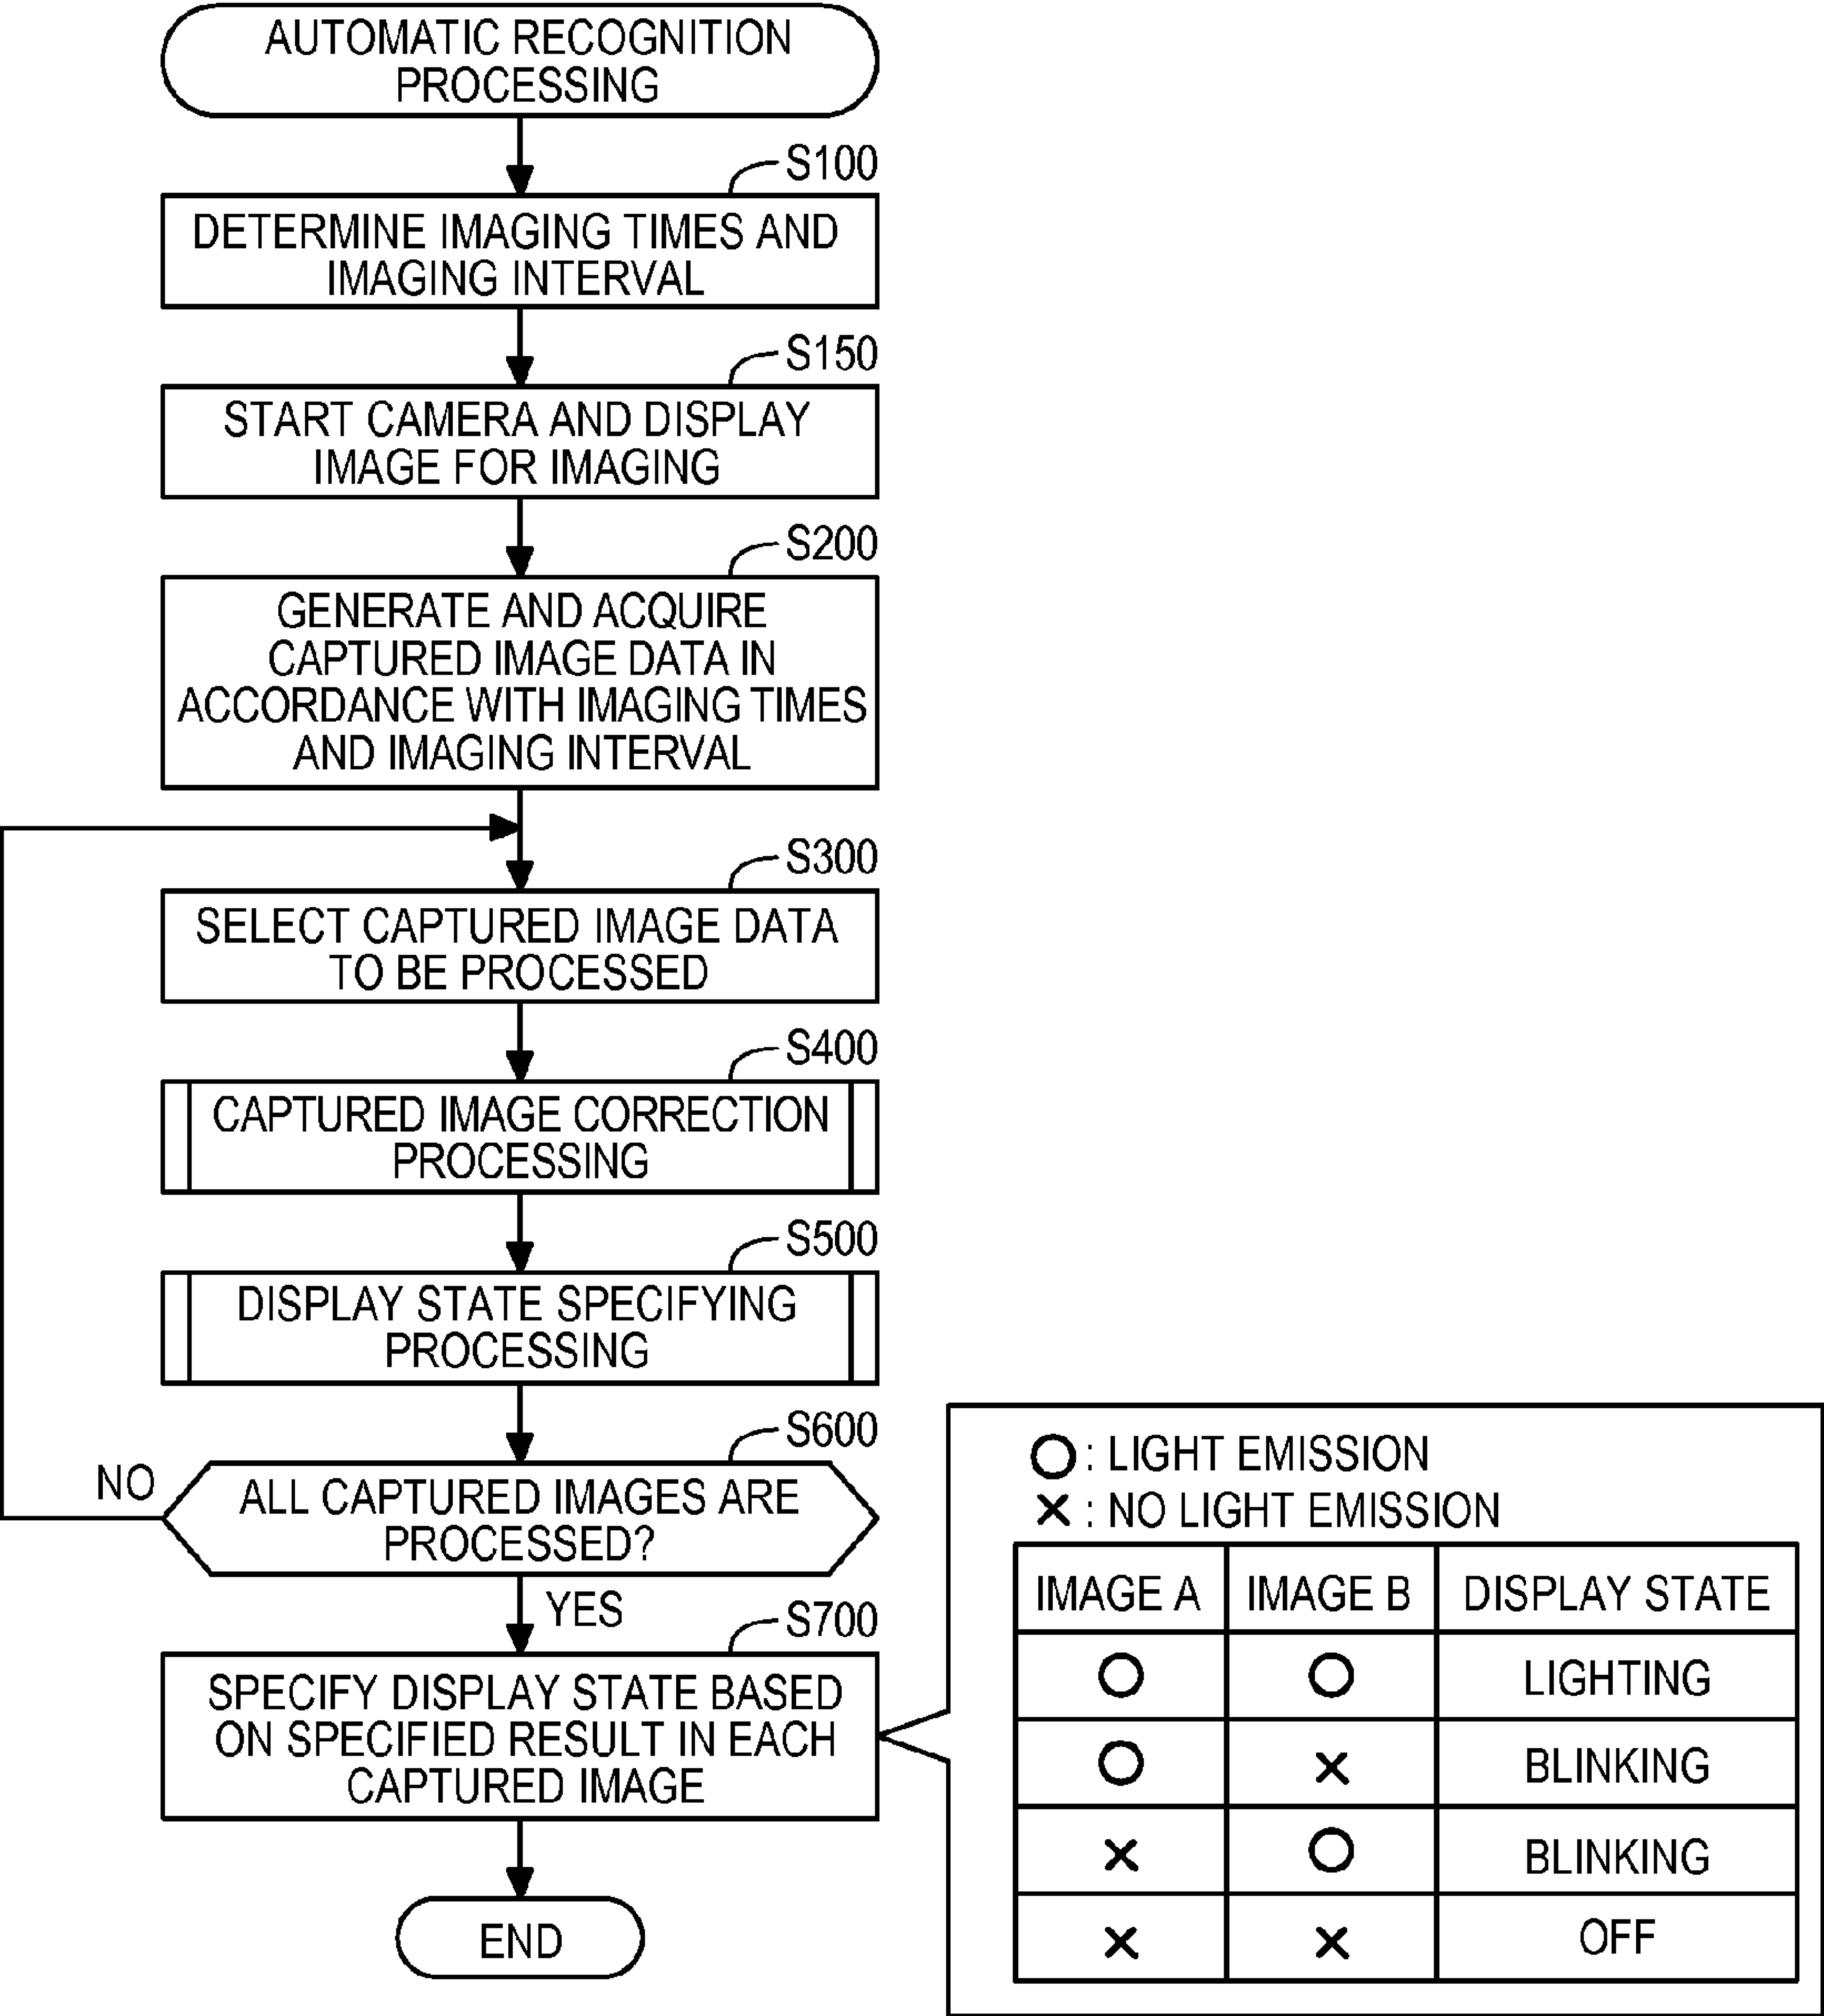 AUTOMATIC RECOGNITION
PROCESSING
S100
DETERMINE IMAGING TIMES AND
IMAGING INTERVAL
S150
START CAMERA AND DISPLAY
IMAGE FOR IMAGING
S200
GENERATE AND ACQUIRE
CAPTURED IMAGE DATA IN
ACCORDANCE WITH IMAGING TIMES
AND IMAGING INTERVAL
S300
SELECT CAPTURED IMAGE DATA
TO BE PROCESSED
S400
CAPTURED IMAGE CORRECTION
PROCESSING
S500
DISPLAY STATE SPECIFYING
PROCESSING
S600
NO
ALL CAPTURED IMAGES ARE
PROCESSED?
YES
S700
SPECIFY DISPLAY STATE BASED
ON SPECIFIED RESULT IN EACH
CAPTURED IMAGE
END
○ : LIGHT EMISSION
× : NO LIGHT EMISSION
IMAGE A IMAGE B DISPLAY STATE
○ ○ LIGHTING
○ × BLINKING
× ○ BLINKING
× × OFF